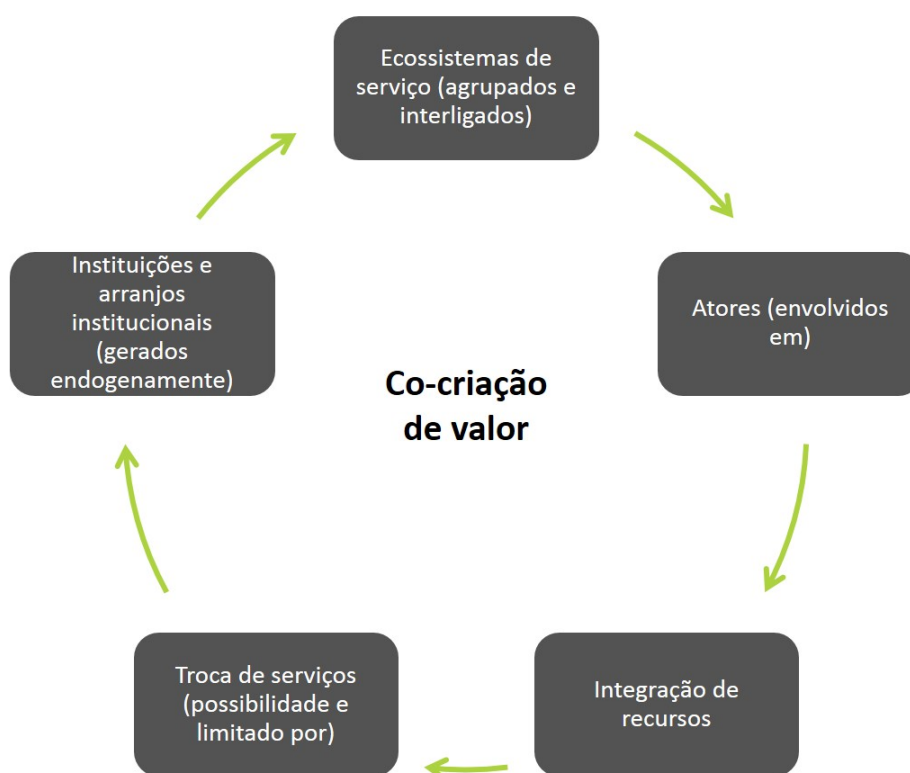 Ecossistemas de
serviço (agrupados e
interligados)
Atores (envolvidos
em)
Integração de
recursos
Troca de serviços
(possibilidade e
limitado por)
Instituições e
arranjos
institucionais
(gerados
endogenamente)
Co-criação
de valor